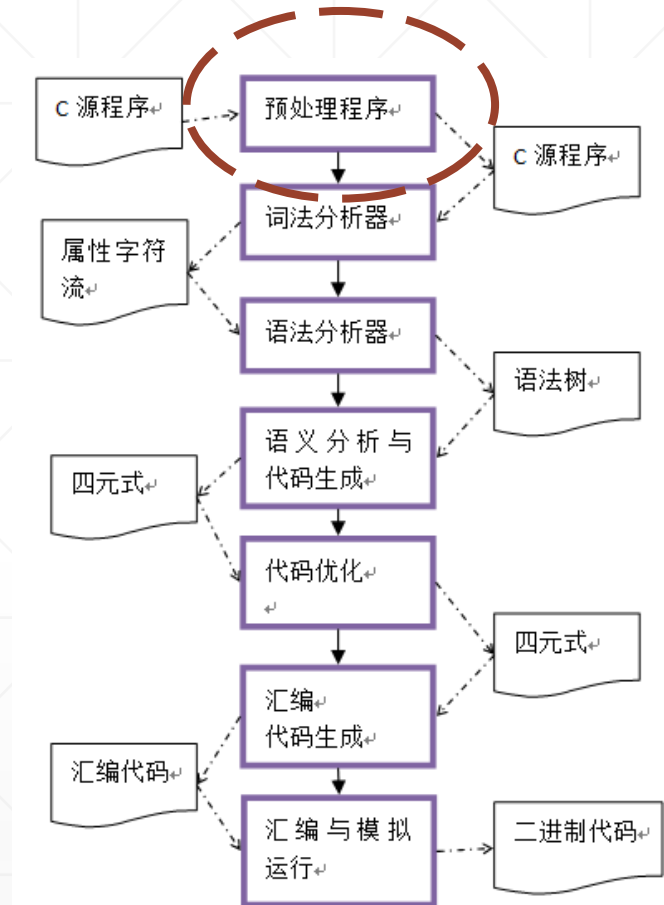 C 源程序↵
预处理程序↵
C 源程序↵
词法分析器↵
属性字符
流↵
语法分析器↵
语法树↵
语义分析与
代码生成↵
四元式↵
代码优化↵
↵
四元式↵
汇编↵
代码生成↵
汇编代码↵
汇编与模拟
运行↵
二进制代码↵